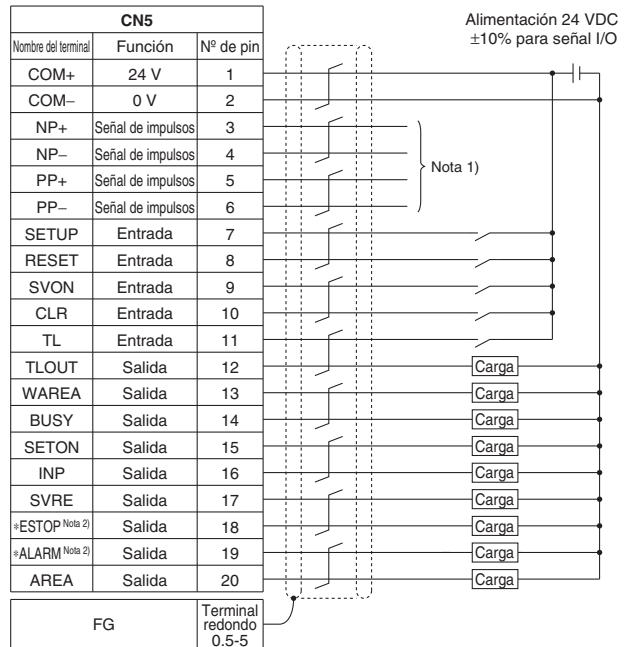 CN5
Alimentación 24 VDC
±10% para señal I/O
Nombre del terminal Función Nº de pin
COM+ 24 V 1
COM− 0 V 2
NP+ Señal de impulsos 3
NP− Señal de impulsos 4
PP+ Señal de impulsos 5
PP− Señal de impulsos 6
Nota 1)
SETUP Entrada 7
RESET Entrada 8
SVON Entrada 9
CLR Entrada 10
TL Entrada 11
TLOUT Salida 12 Carga
WAREA Salida 13 Carga
BUSY Salida 14 Carga
SETON Salida 15 Carga
INP Salida 16 Carga
SVRE Salida 17 Carga
*ESTOP Nota 2) Salida 18 Carga
*ALARM Nota 2) Salida 19 Carga
AREA Salida 20 Carga
FG
Terminal
redondo
0.5-5